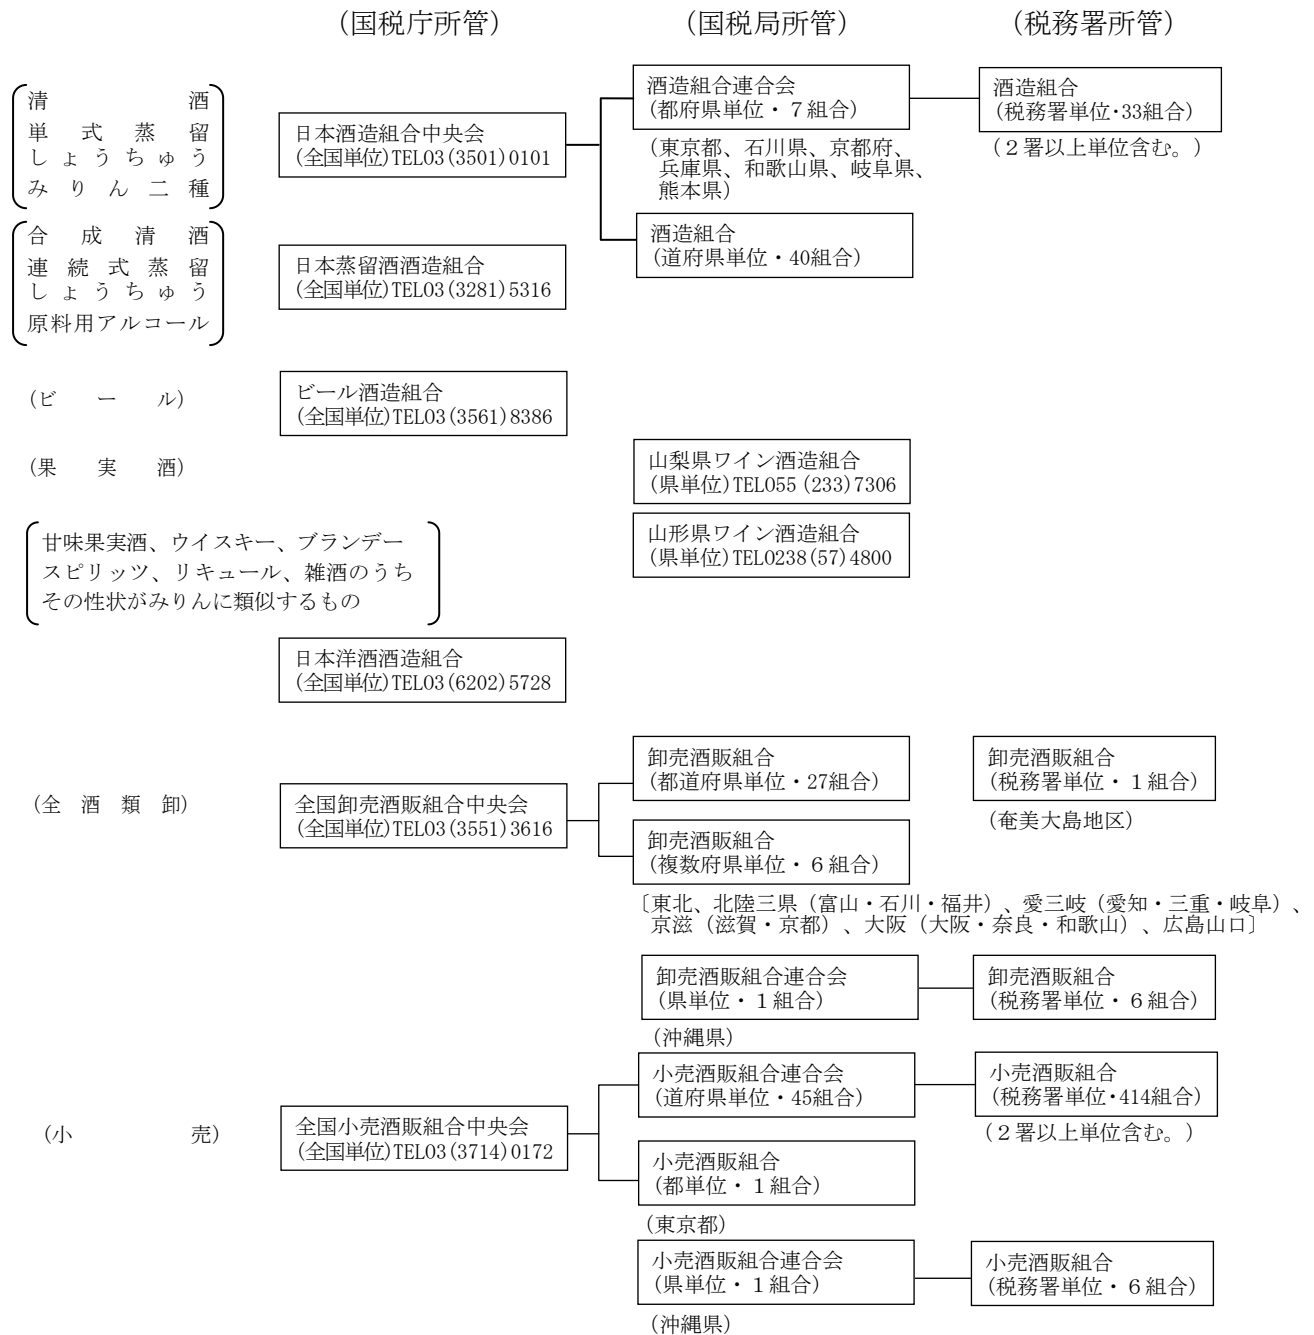 (国税庁所管)
(国税局所管)
(税務署所管)
清酒
単式蒸留
しょうちゅう
みりん二種
日本酒造組合中央会
(全国単位)TEL03(3501)0101
酒造組合連合会
(都府県単位・７組合)
(東京都、石川県、京都府、
兵庫県、和歌山県、岐阜県、
熊本県)
酒造組合
(税務署単位・33組合)
(２署以上単位含む。)
酒造組合
(道府県単位・40組合)
合成清酒
連続式蒸留
しょうちゅう
原料用アルコール
日本蒸留酒酒造組合
(全国単位)TEL03(3281)5316
(ビール)
ビール酒造組合
(全国単位)TEL03(3561)8386
(果実酒)
山梨県ワイン酒造組合
(県単位)TEL055(233)7306
山形県ワイン酒造組合
(県単位)TEL0238(57)4800
甘味果実酒、ウイスキー、ブランデー
スピリッツ、リキュール、雑酒のうち
その性状がみりんに類似するもの
日本洋酒酒造組合
(全国単位)TEL03(6202)5728
(全酒類卸)
全国卸売酒販組合中央会
(全国単位)TEL03(3551)3616
卸売酒販組合
(都道府県単位・27組合)
卸売酒販組合
(税務署単位・１組合)
(奄美大島地区)
卸売酒販組合
(複数府県単位・６組合)
〔東北、北陸三県（富山・石川・福井）、愛三岐（愛知・三重・岐阜）、
京滋（滋賀・京都）、大阪（大阪・奈良・和歌山）、広島山口〕
卸売酒販組合連合会
(県単位・１組合)
(沖縄県)
卸売酒販組合
(税務署単位・６組合)
(小売)
全国小売酒販組合中央会
(全国単位)TEL03(3714)0172
小売酒販組合連合会
(道府県単位・45組合)
小売酒販組合
(税務署単位・414組合)
(２署以上単位含む。)
小売酒販組合
(都単位・１組合)
(東京都)
小売酒販組合連合会
(県単位・１組合)
(沖縄県)
小売酒販組合
(税務署単位・６組合)